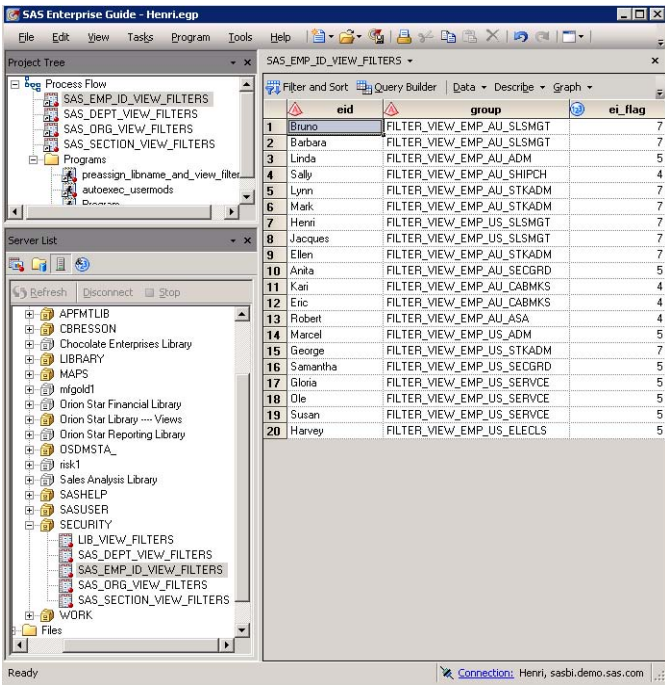 SAS Enterprise Guide - Henri.egp
File Edit View Tasks Program Tools Help
Project Tree
Process Flow
SAS_EMP_ID_VIEW_FILTERS
SAS_DEPT_VIEW_FILTERS
SAS_ORG_VIEW_FILTERS
SAS_SECTION_VIEW_FILTERS
Programs
preassign_libname_and_view_filter
autoexec_usermods
Program
Server List
Refresh Disconnect Stop
APFMTLIB
CBRESSON
Chocolate Enterprises Library
LIBRARY
MAPS
mfgold1
Orion Star Financial Library
Orion Star Library ---- Views
Orion Star Reporting Library
OSDMSTA_
risk1
Sales Analysis Library
SASHELP
SASUSER
SECURITY
LIB_VIEW_FILTERS
SAS_DEPT_VIEW_FILTERS
SAS_EMP_ID_VIEW_FILTERS
SAS_ORG_VIEW_FILTERS
SAS_SECTION_VIEW_FILTERS
WORK
Files
SAS_EMP_ID_VIEW_FILTERS
Filter and Sort Query Builder Data Describe Graph
eid group ei_flag
1 Bruno FILTER_VIEW_EMP_AU_SLSMGT 7
2 Barbara FILTER_VIEW_EMP_AU_SLSMGT 7
3 Linda FILTER_VIEW_EMP_AU_ADM 5
4 Sally FILTER_VIEW_EMP_AU_SHIPCH 4
5 Lynn FILTER_VIEW_EMP_AU_STKADM 7
6 Mark FILTER_VIEW_EMP_AU_STKADM 7
7 Henri FILTER_VIEW_EMP_US_SLSMGT 7
8 Jacques FILTER_VIEW_EMP_US_SLSMGT 7
9 Ellen FILTER_VIEW_EMP_AU_STKADM 7
10 Anita FILTER_VIEW_EMP_AU_SECGRD 5
11 Kari FILTER_VIEW_EMP_AU_CABMKS 4
12 Eric FILTER_VIEW_EMP_AU_CABMKS 4
13 Robert FILTER_VIEW_EMP_AU_ASA 4
14 Marcel FILTER_VIEW_EMP_US_ADM 5
15 George FILTER_VIEW_EMP_US_STKADM 7
16 Samantha FILTER_VIEW_EMP_US_SECGRD 5
17 Gloria FILTER_VIEW_EMP_US_SERVCE 5
18 Ole FILTER_VIEW_EMP_US_SERVCE 5
19 Susan FILTER_VIEW_EMP_US_SERVCE 5
20 Harvey FILTER_VIEW_EMP_US_ELECLS 5
Ready
Connection: Henri, sasbi.demo.sas.com